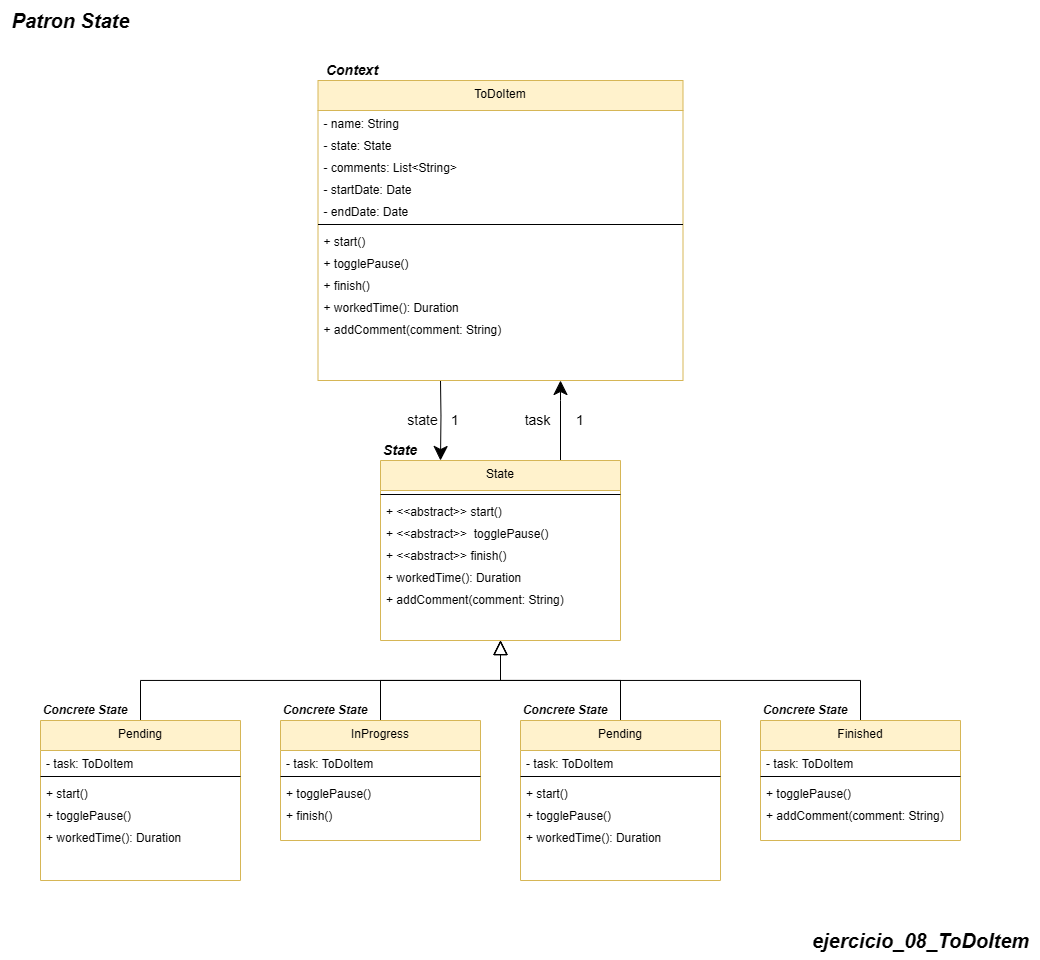 Patron State
Context
ToDoItem
- name: String
- state: State
- comments: List<String>
- startDate: Date
- endDate: Date
+ start()
+ togglePause()
+ finish()
+ workedTime(): Duration
+ addComment(comment: String)
state 1 task 1
State
State
+ <<abstract>> start()
+ <<abstract>> togglePause()
+ <<abstract>> finish()
+ workedTime(): Duration
+ addComment(comment: String)
Concrete State
Pending
- task: ToDoItem
+ start()
+ togglePause()
+ workedTime(): Duration
Concrete State
InProgress
- task: ToDoItem
+ togglePause()
+ finish()
Concrete State
Pending
- task: ToDoItem
+ start()
+ togglePause()
+ workedTime(): Duration
Concrete State
Finished
- task: ToDoItem
+ togglePause()
+ addComment(comment: String)
ejercicio_08_ToDoItem